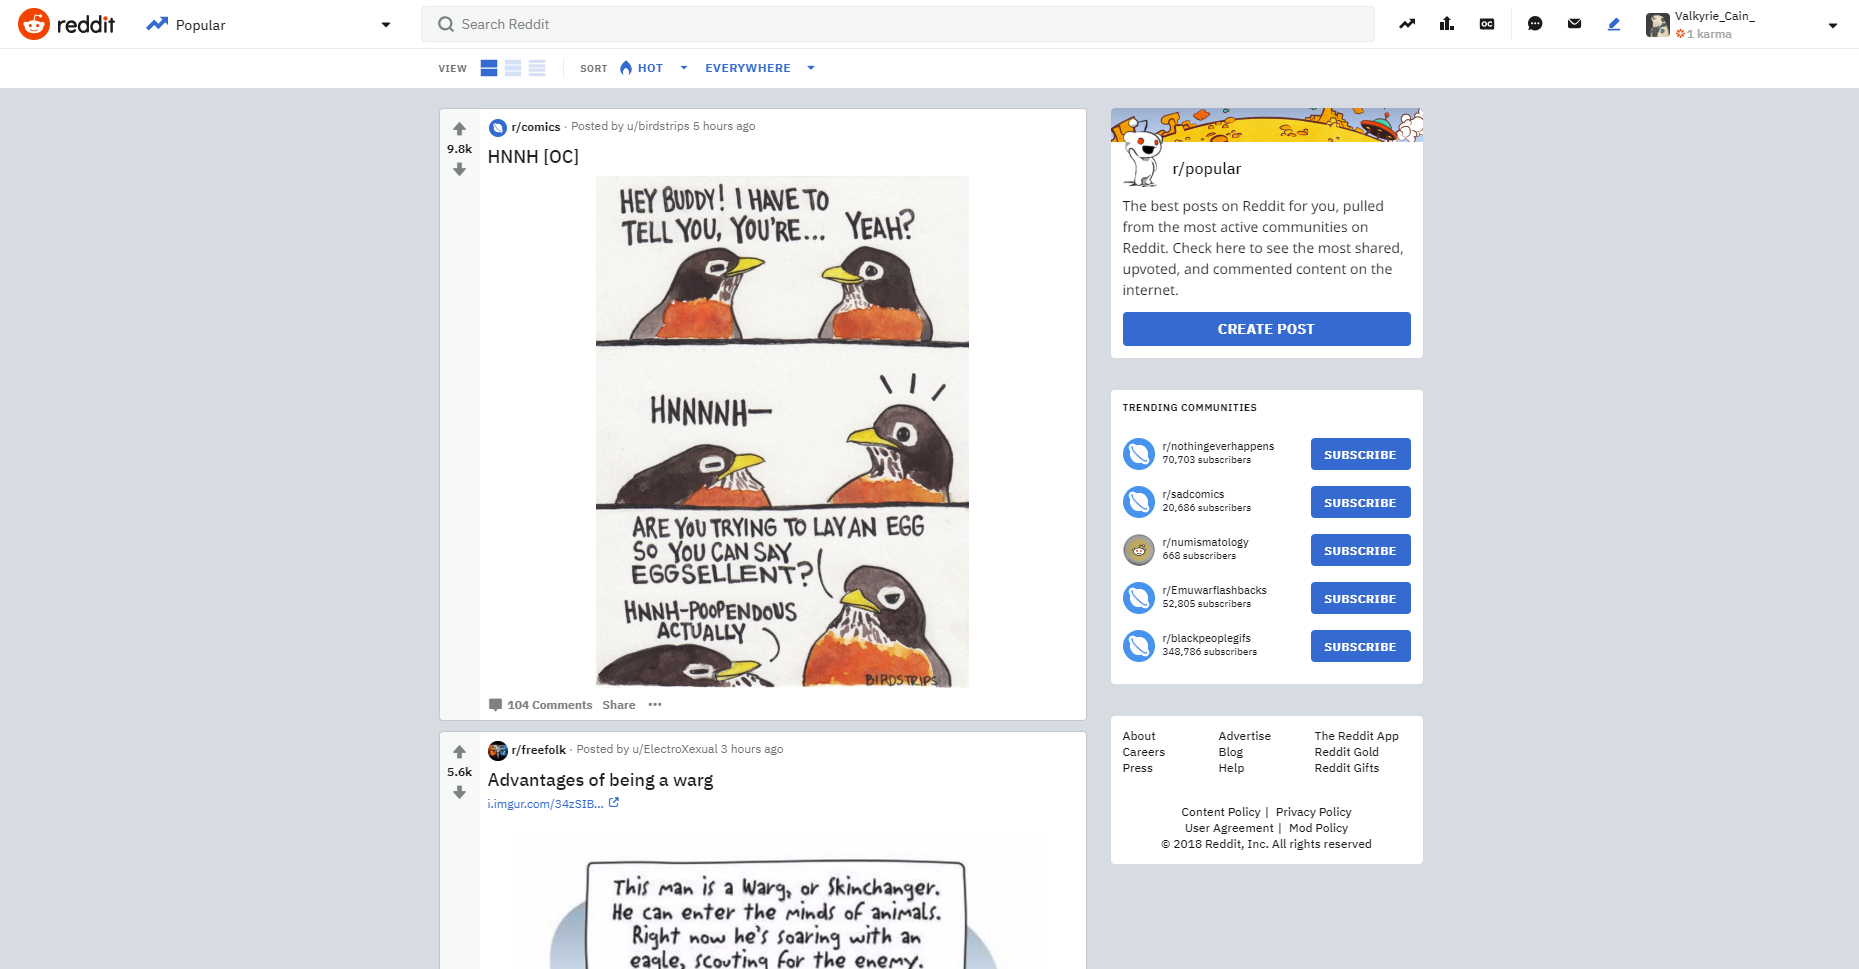 reddit
Popular
Search Reddit
Valkyrie_Cain_
1 karma
VIEW
SORT HOT EVERYWHERE
r/comics · Posted by u/birdstrips 5 hours ago
9.8k
HNNH [OC]
HEY BUDDY! I HAVE TO
TELL YOU, YOU'RE...
YEAH?
HNNNNH—
ARE YOU TRYING TO LAY AN EGG
SO YOU CAN SAY
EGGSELLENT?
HNNH-POOPENDOUS
ACTUALLY
BIRDSTRIPS
104 Comments Share
r/freefolk · Posted by u/ElectroXexual 3 hours ago
5.6k
Advantages of being a warg
i.imgur.com/34zSIB...
This man is a Warg, or Skinchanger.
He can enter the minds of animals.
Right now he's soaring with an
eagle, scouting for the enemy.
r/popular
The best posts on Reddit for you, pulled
from the most active communities on
Reddit. Check here to see the most shared,
upvoted, and commented content on the
internet.
CREATE POST
TRENDING COMMUNITIES
r/nothingeverhappens
70,703 subscribers
SUBSCRIBE
r/sadcomics
20,686 subscribers
SUBSCRIBE
r/numismatology
668 subscribers
SUBSCRIBE
r/Emuwarflashbacks
52,805 subscribers
SUBSCRIBE
r/blackpeoplegifs
348,786 subscribers
SUBSCRIBE
About Advertise The Reddit App
Careers Blog Reddit Gold
Press Help Reddit Gifts
Content Policy | Privacy Policy
User Agreement | Mod Policy
© 2018 Reddit, Inc. All rights reserved